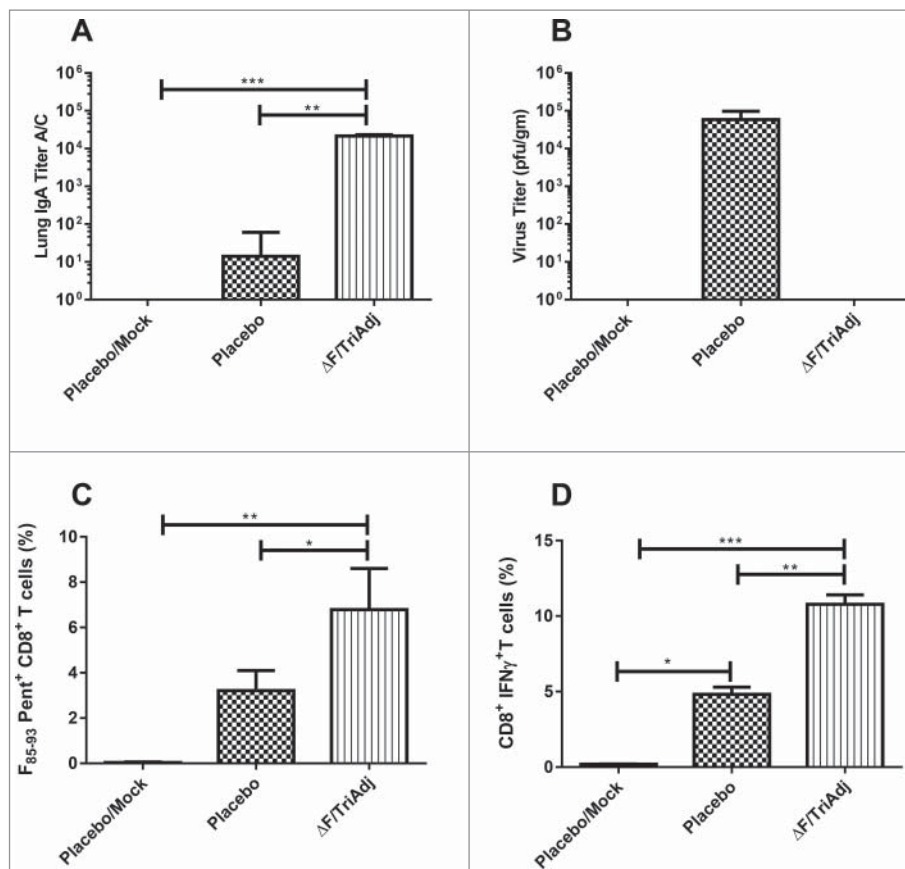 A
Lung IgA Titer A/C
10⁶
10⁵
10⁴
10³
10²
10¹
10⁰
***
**
Placebo/Mock
Placebo
ΔF/TriAdj
B
Virus Titer (pfu/gm)
10⁶
10⁵
10⁴
10³
10²
10¹
10⁰
Placebo/Mock
Placebo
ΔF/TriAdj
C
F₈₅₋₉₃ Pent⁺ CD8⁺ T cells (%)
10
8
6
4
2
0
**
*
Placebo/Mock
Placebo
ΔF/TriAdj
D
CD8⁺ IFNγ⁺T cells (%)
15
10
5
0
***
**
*
Placebo/Mock
Placebo
ΔF/TriAdj